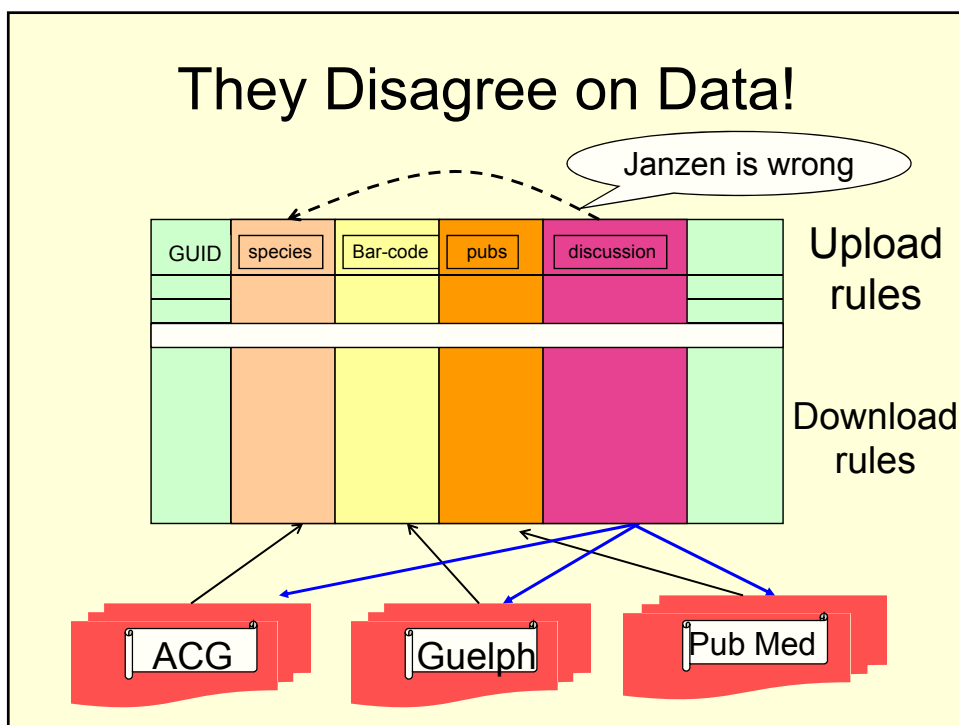 They Disagree on Data!
Janzen is wrong
GUID
species
Bar-code
pubs
discussion
Upload
rules
Download
rules
ACG
Guelph
Pub Med